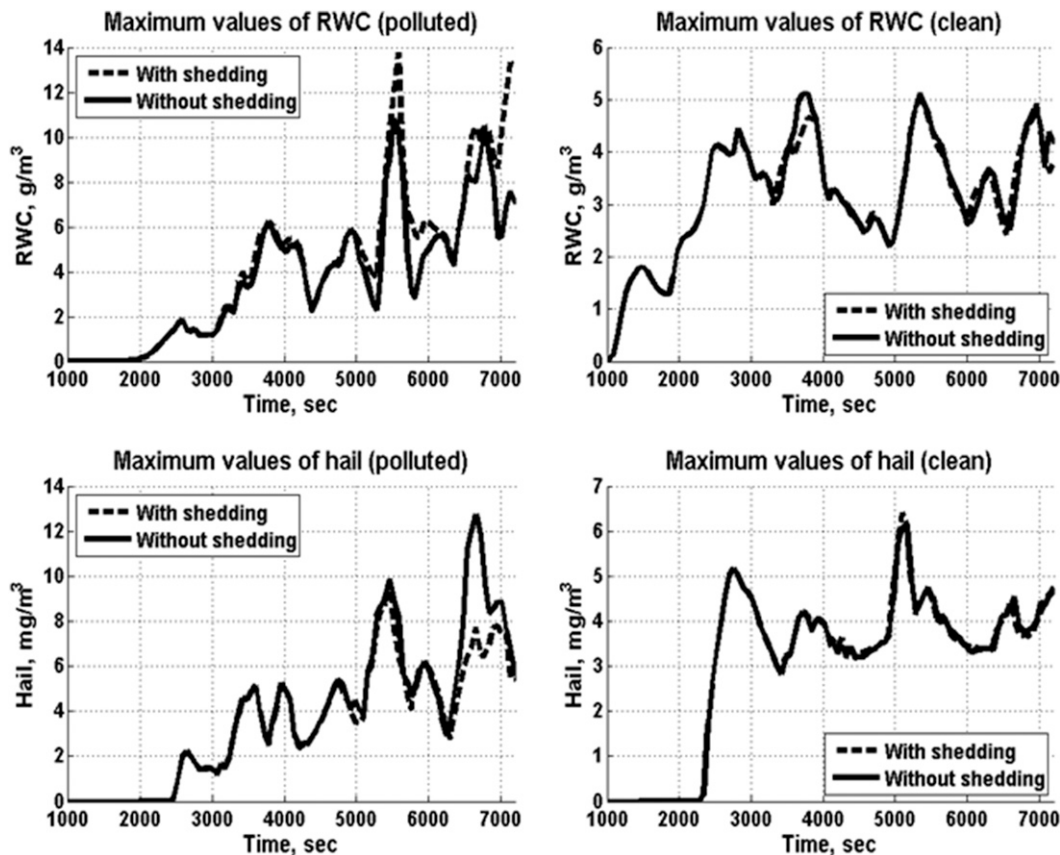 Maximum values of RWC (polluted)
With shedding
Without shedding
RWC, g/m³
14
12
10
8
6
4
2
0
1000 2000 3000 4000 5000 6000 7000
Time, sec
Maximum values of RWC (clean)
RWC, g/m³
6
5
4
3
2
1
0
With shedding
Without shedding
1000 2000 3000 4000 5000 6000 7000
Time, sec
Maximum values of hail (polluted)
With shedding
Without shedding
Hail, mg/m³
14
12
10
8
6
4
2
0
1000 2000 3000 4000 5000 6000 7000
Time, sec
Maximum values of hail (clean)
Hail, mg/m³
7
6
5
4
3
2
1
0
With shedding
Without shedding
1000 2000 3000 4000 5000 6000 7000
Time, sec